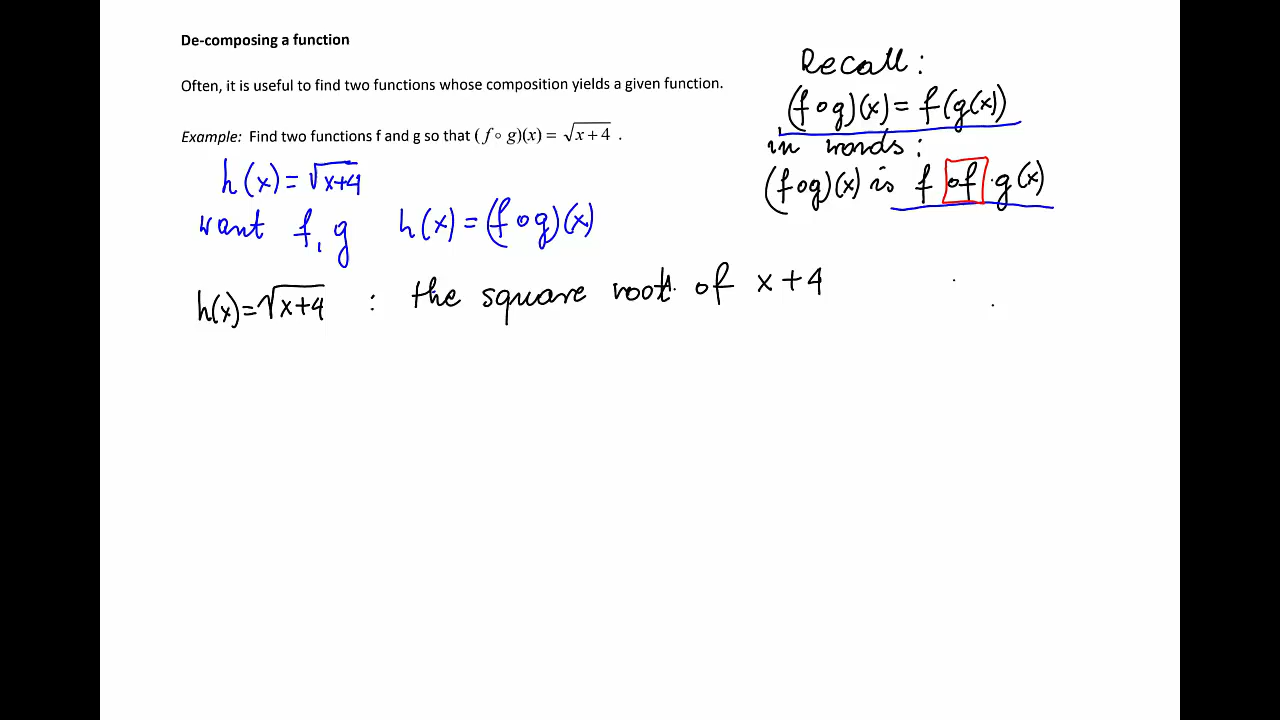 De-composing a function
Often, it is useful to find two functions whose composition yields a given function.
Example: Find two functions f and g so that (f∘g)(x) = √(x+4) .
h(x) = √(x+4)
want f, g h(x) = (f∘g)(x)
Recall:
(f∘g)(x) = f(g(x))
in words:
(f∘g)(x) is f of g(x)
h(x)=√(x+4) : the square root of x+4